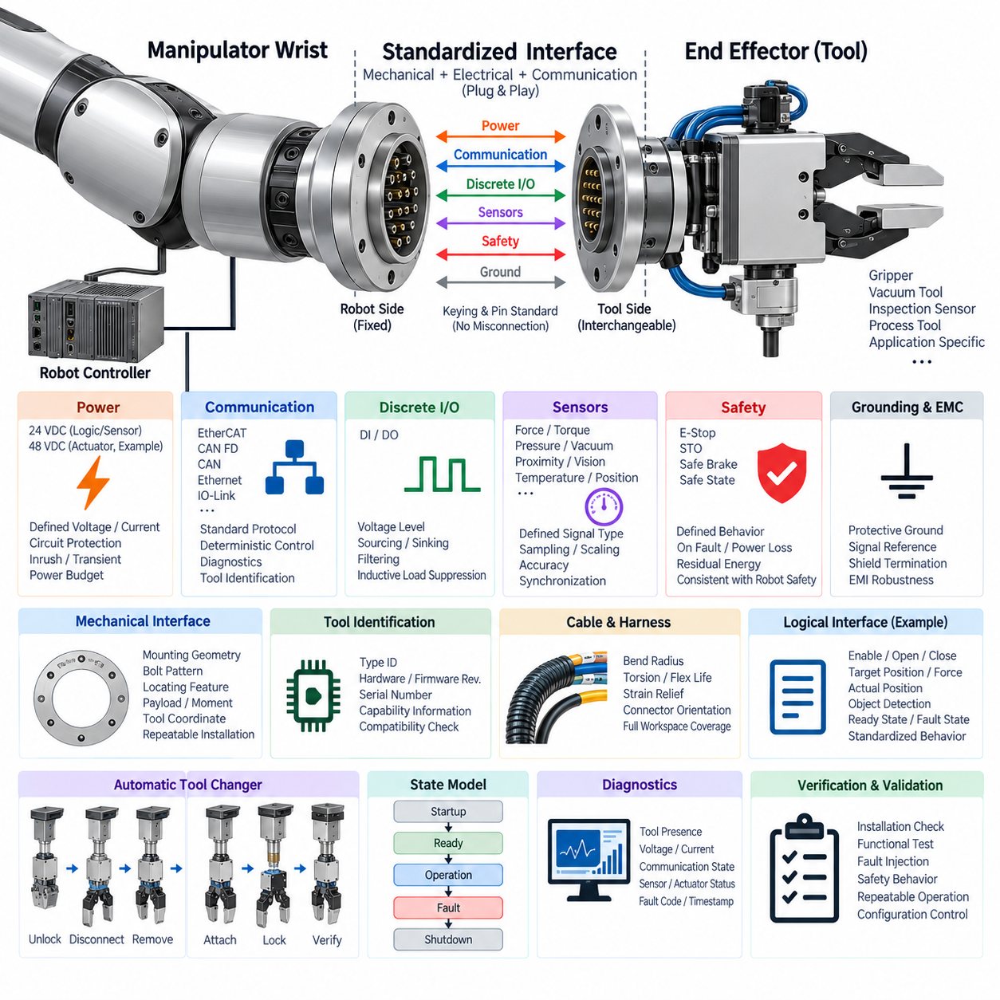 Manipulator Wrist
Standardized Interface
Mechanical + Electrical + Communication
(Plug & Play)
End Effector (Tool)
Power
Communication
Discrete I/O
Sensors
Safety
Ground
Robot Side
(Fixed)
Keying & Pin Standard
(No Misconnection)
Tool Side
(Interchangeable)
Gripper
Vacuum Tool
Inspection Sensor
Process Tool
Application Specific
...
Robot Controller
Power
24 VDC (Logic/Sensor)
48 VDC (Actuator, Example)
Defined Voltage / Current
Circuit Protection
Inrush / Transient
Power Budget
Communication
EtherCAT
CAN FD
CAN
Ethernet
IO-Link
...
Standard Protocol
Deterministic Control
Diagnostics
Tool Identification
Discrete I/O
DI / DO
Voltage Level
Sourcing / Sinking
Filtering
Inductive Load Suppression
Sensors
Force / Torque
Pressure / Vacuum
Proximity / Vision
Temperature / Position
...
Defined Signal Type
Sampling / Scaling
Accuracy
Synchronization
Safety
E-Stop
STO
Safe Brake
Safe State
Defined Behavior
On Fault / Power Loss
Residual Energy
Consistent with Robot Safety
Grounding & EMC
Protective Ground
Signal Reference
Shield Termination
EMI Robustness
Mechanical Interface
Mounting Geometry
Bolt Pattern
Locating Feature
Payload / Moment
Tool Coordinate
Repeatable Installation
Tool Identification
Type ID
Hardware / Firmware Rev.
Serial Number
Capability Information
Compatibility Check
Cable & Harness
Bend Radius
Torsion / Flex Life
Strain Relief
Connector Orientation
Full Workspace Coverage
Logical Interface (Example)
Enable / Open / Close
Target Position / Force
Actual Position
Object Detection
Ready State / Fault State
Standardized Behavior
Automatic Tool Changer
Unlock
Disconnect
Remove
Attach
Lock
Verify
State Model
Startup
Ready
Operation
Fault
Shutdown
Diagnostics
Tool Presence
Voltage / Current
Communication State
Sensor / Actuator Status
Fault Code / Timestamp
Verification & Validation
Installation Check
Functional Test
Fault Injection
Safety Behavior
Repeatable Operation
Configuration Control